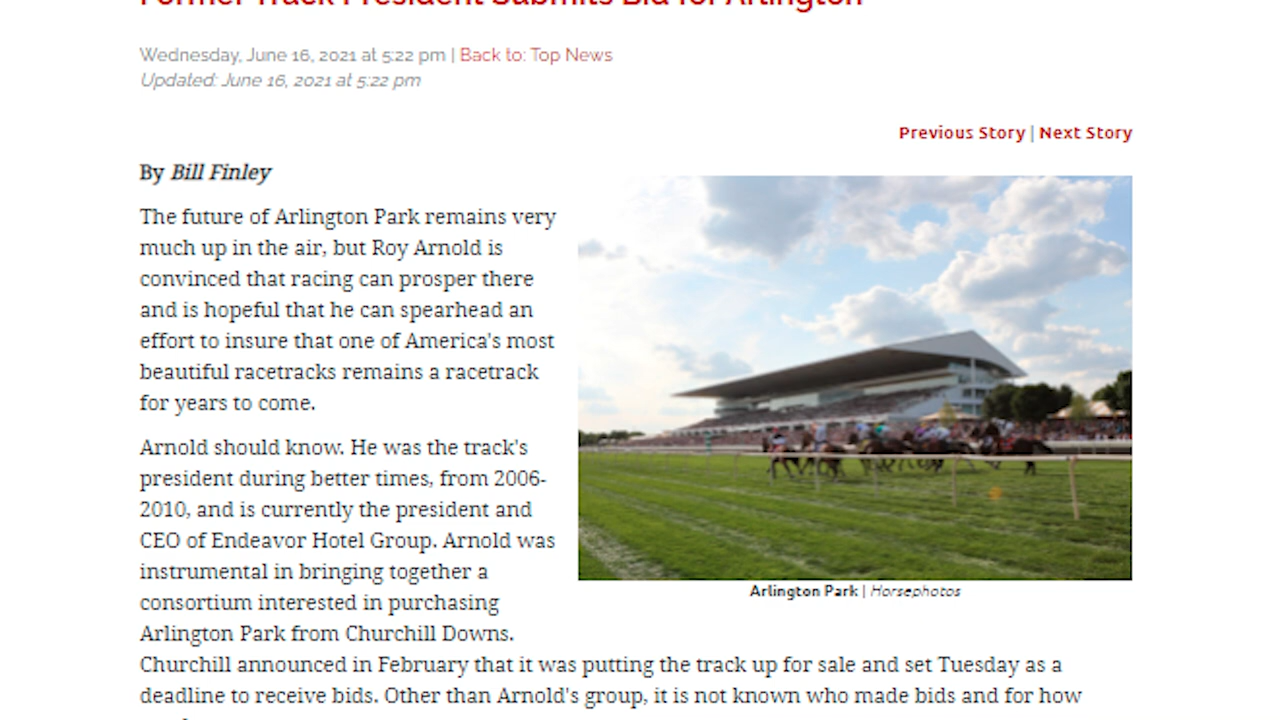 Former Track President Submits Bid for Arlington
Wednesday, June 16, 2021 at 5:22 pm | Back to: Top News
Updated: June 16, 2021 at 5:22 pm
Previous Story | Next Story
By Bill Finley
The future of Arlington Park remains very
much up in the air, but Roy Arnold is
convinced that racing can prosper there
and is hopeful that he can spearhead an
effort to insure that one of America's most
beautiful racetracks remains a racetrack
for years to come.
Arnold should know. He was the track's
president during better times, from 2006-
2010, and is currently the president and
CEO of Endeavor Hotel Group. Arnold was
instrumental in bringing together a
consortium interested in purchasing
Arlington Park from Churchill Downs.
Churchill announced in February that it was putting the track up for sale and set Tuesday as a
deadline to receive bids. Other than Arnold's group, it is not known who made bids and for how
Arlington Park | Horsephotos